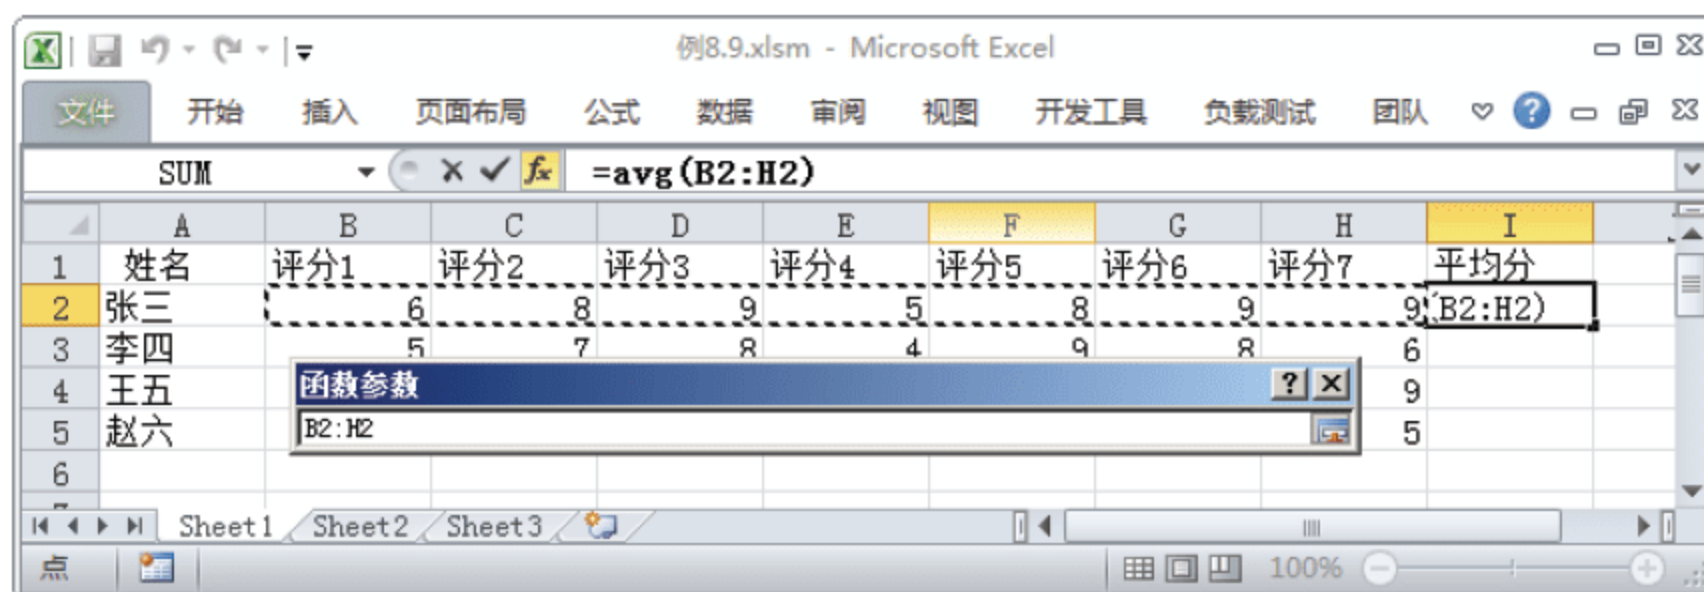 例8.9.xlsm - Microsoft Excel
文件 开始 插入 页面布局 公式 数据 审阅 视图 开发工具 负载测试 团队
SUM =avg(B2:H2)
A B C D E F G H I
1 姓名 评分1 评分2 评分3 评分4 评分5 评分6 评分7 平均分
2 张三 6 8 9 5 8 9 9 B2:H2)
3 李四 5 7 8 4 9 8 6
函数参数
4 王五 9
B2:H2
5 赵六 5
6
Sheet1 Sheet2 Sheet3
点 100%